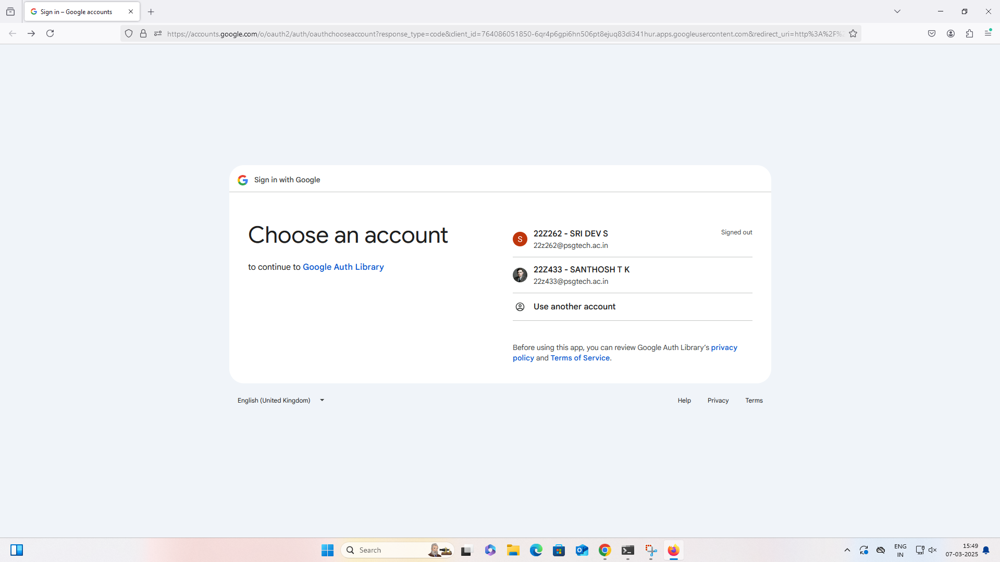 Sign in – Google accounts
https://accounts.google.com/o/oauth2/auth/oauthchooseaccount?response_type=code&client_id=764086051850-6qr4p6gpi6hn506pt8ejuq83di341hur.apps.googleusercontent.com&redirect_uri=http%3A%2F%2
Sign in with Google
Choose an account
to continue to Google Auth Library
S
22Z262 - SRI DEV S
Signed out
22z262@psgtech.ac.in
22Z433 - SANTHOSH T K
22z433@psgtech.ac.in
Use another account
Before using this app, you can review Google Auth Library’s privacy
policy and Terms of Service.
English (United Kingdom)
Help
Privacy
Terms
Search
ENG
IN
15:49
07-03-2025